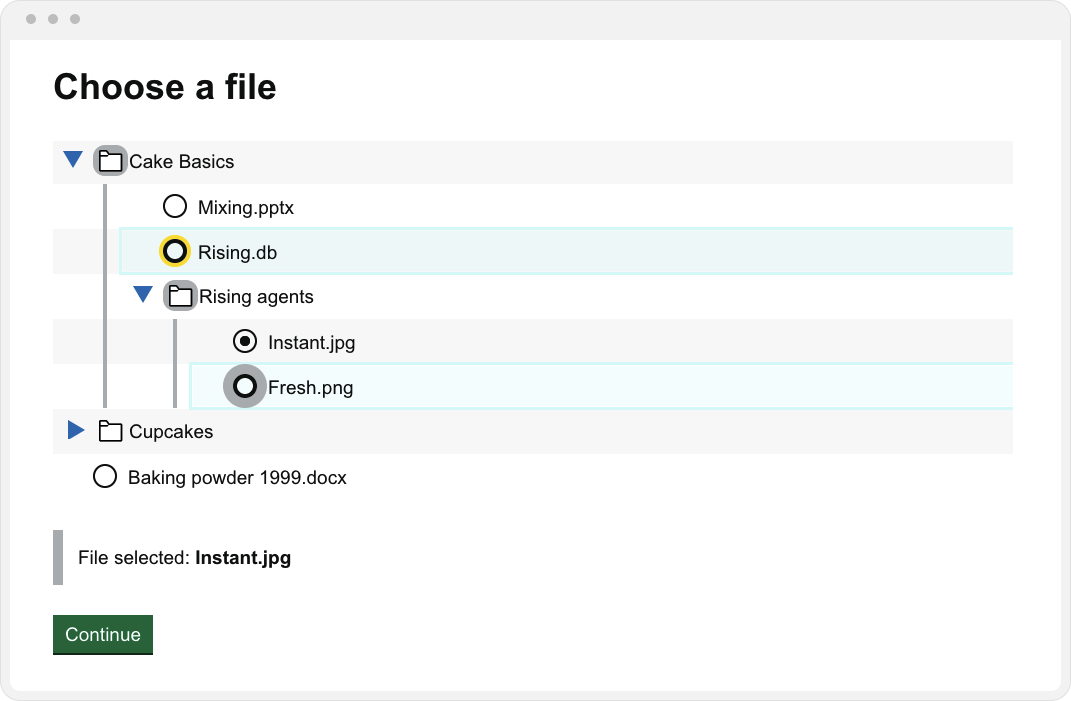 Choose a file
Cake Basics
Mixing.pptx
Rising.db
Rising agents
Instant.jpg
Fresh.png
Cupcakes
Baking powder 1999.docx
File selected: Instant.jpg
Continue